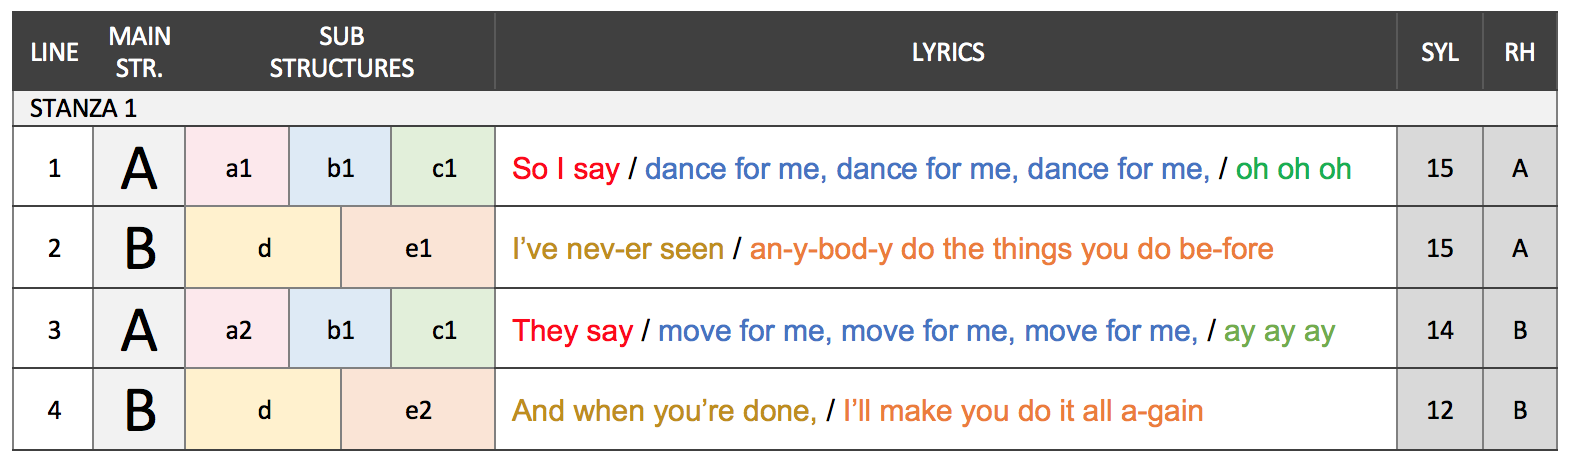 LINE MAIN STR. SUB STRUCTURES LYRICS SYL RH
STANZA 1
1 A a1 b1 c1 So I say / dance for me, dance for me, dance for me, / oh oh oh 15 A
2 B d e1 I've nev-er seen / an-y-bod-y do the things you do be-fore 15 A
3 A a2 b1 c1 They say / move for me, move for me, move for me, / ay ay ay 14 B
4 B d e2 And when you're done, / I'll make you do it all a-gain 12 B